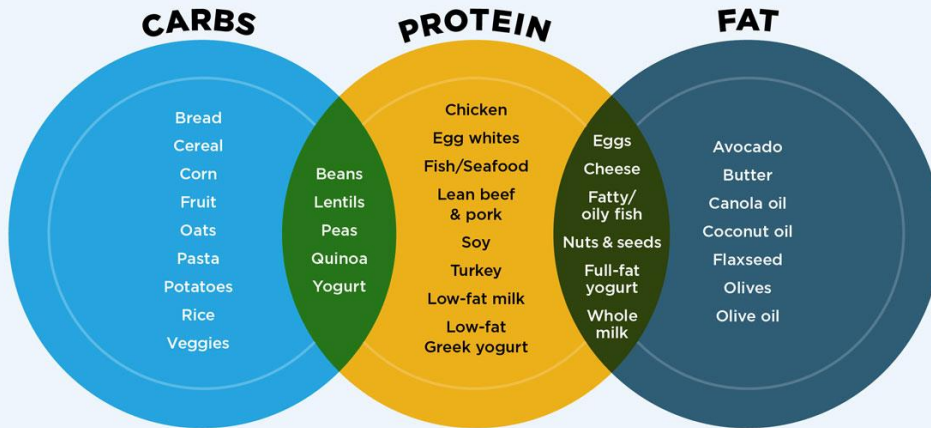 CARBS
PROTEIN
FAT
Bread
Cereal
Corn
Fruit
Oats
Pasta
Potatoes
Rice
Veggies
Beans
Lentils
Peas
Quinoa
Yogurt
Chicken
Egg whites
Fish/Seafood
Lean beef
& pork
Soy
Turkey
Low-fat milk
Low-fat
Greek yogurt
Eggs
Cheese
Fatty/
oily fish
Nuts & seeds
Full-fat
yogurt
Whole
milk
Avocado
Butter
Canola oil
Coconut oil
Flaxseed
Olives
Olive oil